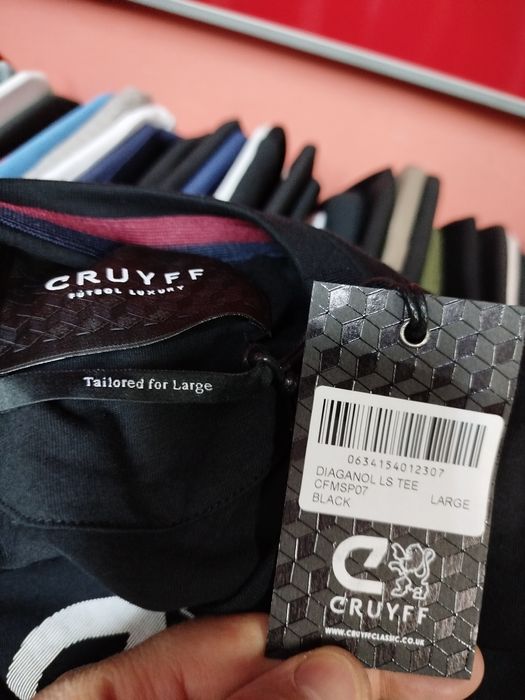 CRUYFF
FÚTBOL LUXURY
Tailored for Large
0634154012307
DIAGANOL LS TEE
CFMSP07
BLACK LARGE
C
CRUYFF
WWW.CRUYFFCLASSIC.CO.UK